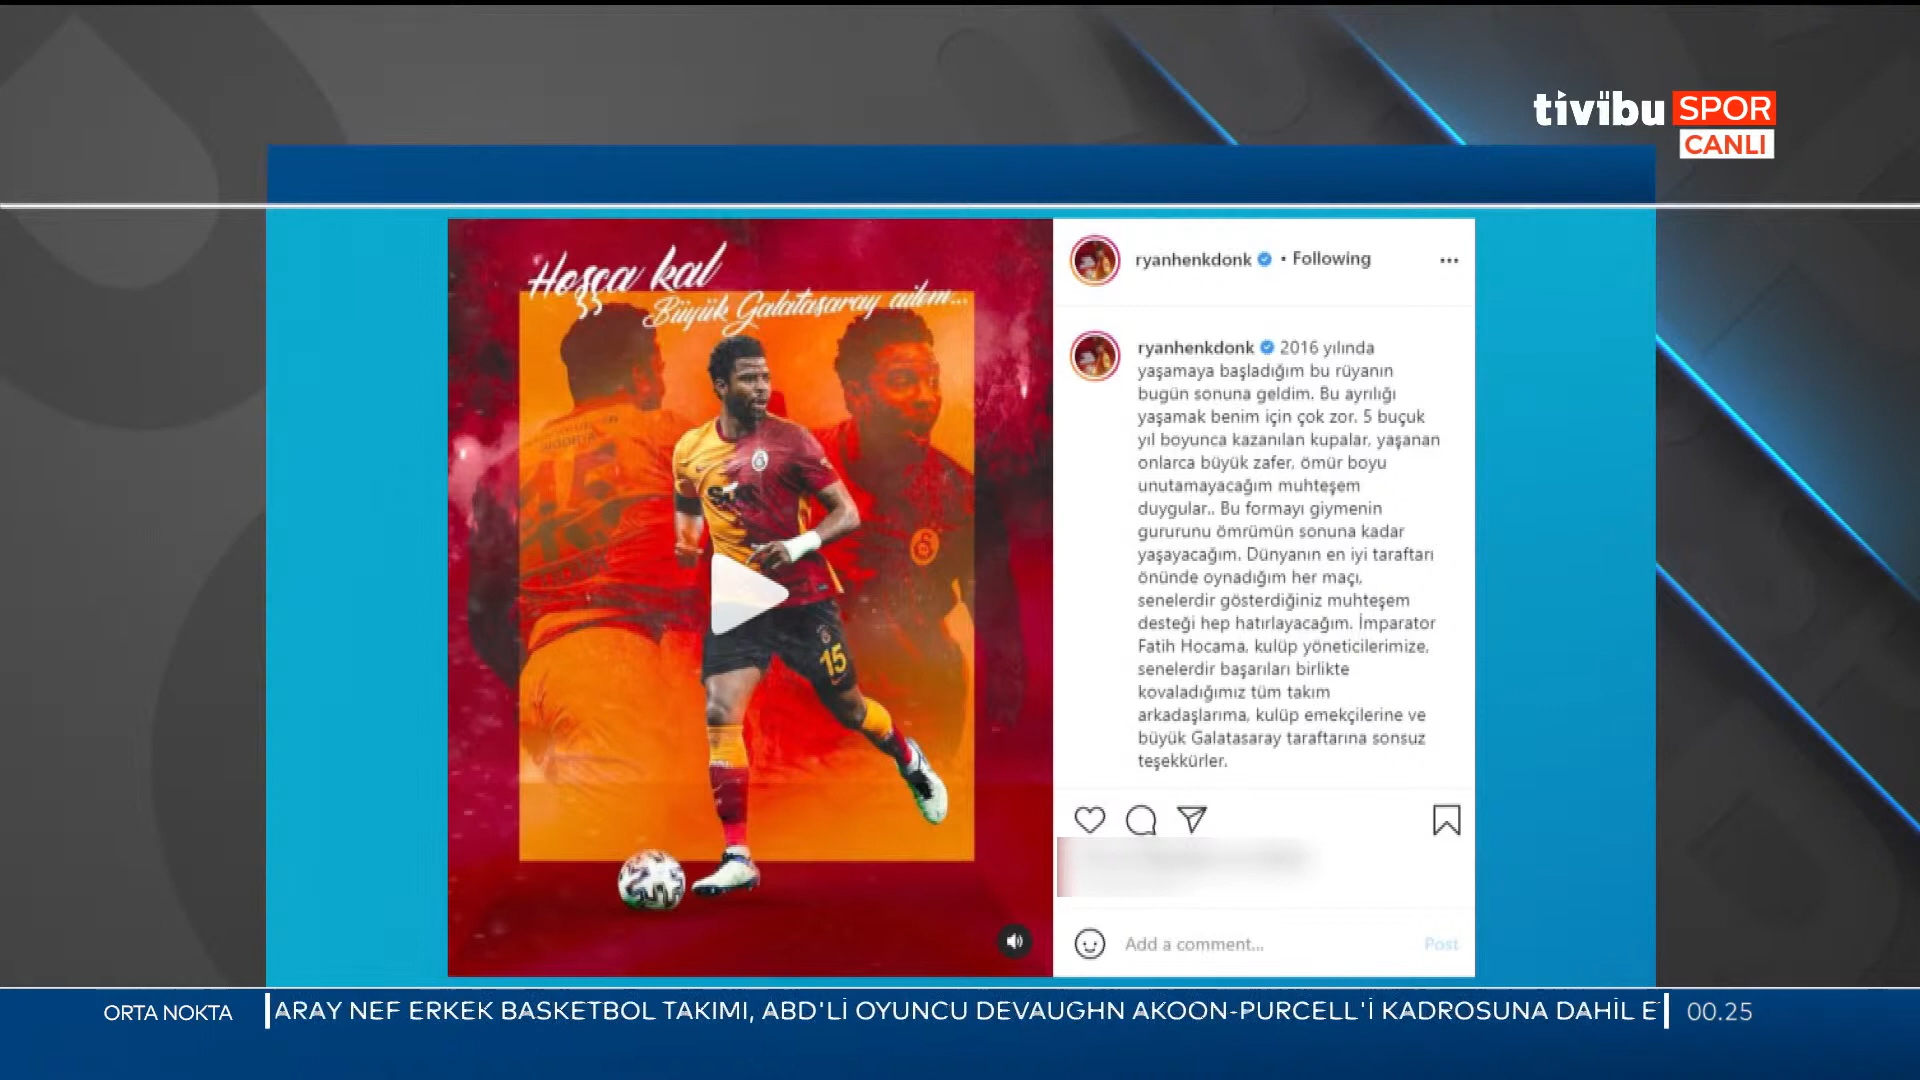 tivibu SPOR
CANLI
Hoşça kal
Büyük Galatasaray ailem...
ryanhenkdonk • Following
ryanhenkdonk 2016 yılında
yaşamaya başladığım bu rüyanın
bugün sonuna geldim. Bu ayrılığı
yaşamak benim için çok zor. 5 buçuk
yıl boyunca kazanılan kupalar, yaşanan
onlarca büyük zafer, ömür boyu
unutamayacağım muhteşem
duygular.. Bu formayı giymenin
gururunu ömrümün sonuna kadar
yaşayacağım. Dünyanın en iyi taraftarı
önünde oynadığım her maçı,
senelerdir gösterdiğiniz muhteşem
desteği hep hatırlayacağım. İmparator
Fatih Hocama, kulüp yöneticilerimize,
senelerdir başarıları birlikte
kovaladığımız tüm takım
arkadaşlarıma, kulüp emekçilerine ve
büyük Galatasaray taraftarına sonsuz
teşekkürler.
15
Add a comment...
Post
ORTA NOKTA
ARAY NEF ERKEK BASKETBOL TAKIMI, ABD'Lİ OYUNCU DEVAUGHN AKOON-PURCELL'İ KADROSUNA DAHİL E
00.25